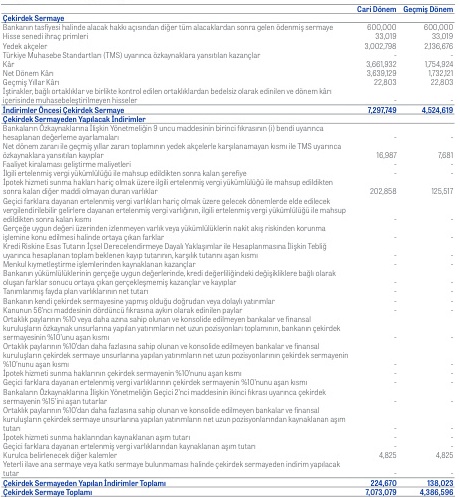 Cari Dönem Geçmiş Dönem
Çekirdek Sermaye
Bankanın tasfiyesi halinde alacak hakkı açısından diğer tüm alacaklardan sonra gelen ödenmiş sermaye 600,000 600,000
Hisse senedi ihraç primleri 33,019 33,019
Yedek akçeler 3,002,798 2,136,676
Türkiye Muhasebe Standartları (TMS) uyarınca özkaynaklara yansıtılan kazançlar - -
Kâr 3,661,932 1,754,924
Net Dönem Kârı 3,639,129 1,732,121
Geçmiş Yıllar Kârı 22,803 22,803
İştirakler, bağlı ortaklıklar ve birlikte kontrol edilen ortaklıklardan bedelsiz olarak edinilen ve dönem kârı
içerisinde muhasebeleştirilmeyen hisseler - -
İndirimler Öncesi Çekirdek Sermaye 7,297,749 4,524,619
Çekirdek Sermayeden Yapılacak İndirimler
Bankaların Özkaynaklarına İlişkin Yönetmeliğin 9 uncu maddesinin birinci fıkrasının (i) bendi uyarınca
hesaplanan değerleme ayarlamaları - -
Net dönem zararı ile geçmiş yıllar zararı toplamının yedek akçelerle karşılanamayan kısmı ile TMS uyarınca
özkaynaklara yansıtılan kayıplar 16,987 7,681
Faaliyet kiralaması geliştirme maliyetleri - -
İlgili ertelenmiş vergi yükümlülüğü ile mahsup edildikten sonra kalan şerefiye - -
İpotek hizmeti sunma hakları hariç olmak üzere ilgili ertelenmiş vergi yükümlülüğü ile mahsup edildikten
sonra kalan diğer maddi olmayan duran varlıklar 202,858 125,517
Geçici farklara dayanan ertelenmiş vergi varlıkları hariç olmak üzere gelecek dönemlerde elde edilecek
vergilendirilebilir gelirlere dayanan ertelenmiş vergi varlığının, ilgili ertelenmiş vergi yükümlülüğü ile mahsup
edildikten sonra kalan kısmı - -
Gerçeğe uygun değeri üzerinden izlenmeyen varlık veya yükümlülüklerin nakit akış riskinden korunma
işlemine konu edilmesi halinde ortaya çıkan farklar - -
Kredi Riskine Esas Tutarın İçsel Derecelendirmeye Dayalı Yaklaşımlar ile Hesaplanmasına İlişkin Tebliğ
uyarınca hesaplanan toplam beklenen kayıp tutarının, karşılık tutarını aşan kısmı - -
Menkul kıymetleştirme işlemlerinden kaynaklanan kazançlar - -
Bankanın yükümlülüklerinin gerçeğe uygun değerlerinde, kredi değerliliğindeki değişikliklere bağlı olarak
oluşan farklar sonucu ortaya çıkan gerçekleşmemiş kazançlar ve kayıplar - -
Tanımlanmış fayda plan varlıklarının net tutarı - -
Bankanın kendi çekirdek sermayesine yapmış olduğu doğrudan veya dolaylı yatırımlar - -
Kanunun 56'ncı maddesinin dördüncü fıkrasına aykırı olarak edinilen paylar - -
Ortaklık paylarının %10 veya daha azına sahip olunan ve konsolide edilmeyen bankalar ve finansal
kuruluşların özkaynak unsurlarına yapılan yatırımların net uzun pozisyonları toplamının, bankanın çekirdek
sermayesinin %10'unu aşan kısmı - -
Ortaklık paylarının %10'dan daha fazlasına sahip olunan ve konsolide edilmeyen bankalar ve finansal
kuruluşların çekirdek sermaye unsurlarına yapılan yatırımların net uzun pozisyonlarının çekirdek sermayenin
%10'nunu aşan kısmı - -
İpotek hizmeti sunma haklarının çekirdek sermayenin %10'nunu aşan kısmı - -
Geçici farklara dayanan ertelenmiş vergi varlıklarının çekirdek sermayenin %10'nunu aşan kısmı - -
Bankaların Özkaynaklarına İlişkin Yönetmeliğin Geçici 2'nci maddesinin ikinci fıkrası uyarınca çekirdek
sermayenin %15'ini aşan tutarlar - -
Ortaklık paylarının %10'dan daha fazlasına sahip olunan ve konsolide edilmeyen bankalar ve finansal
kuruluşların çekirdek sermaye unsurlarına yapılan yatırımların net uzun pozisyonlarından kaynaklanan aşım
tutarı - -
İpotek hizmeti sunma haklarından kaynaklanan aşım tutarı - -
Geçici farklara dayanan ertelenmiş vergi varlıklarından kaynaklanan aşım tutarı - -
Kurulca belirlenecek diğer kalemler 4,825 4,825
Yeterli ilave ana sermaye veya katkı sermaye bulunmaması halinde çekirdek sermayeden indirim yapılacak
tutar - -
Çekirdek Sermayeden Yapılan İndirimler Toplamı 224,670 138,023
Çekirdek Sermaye Toplamı 7,073,079 4,386,596